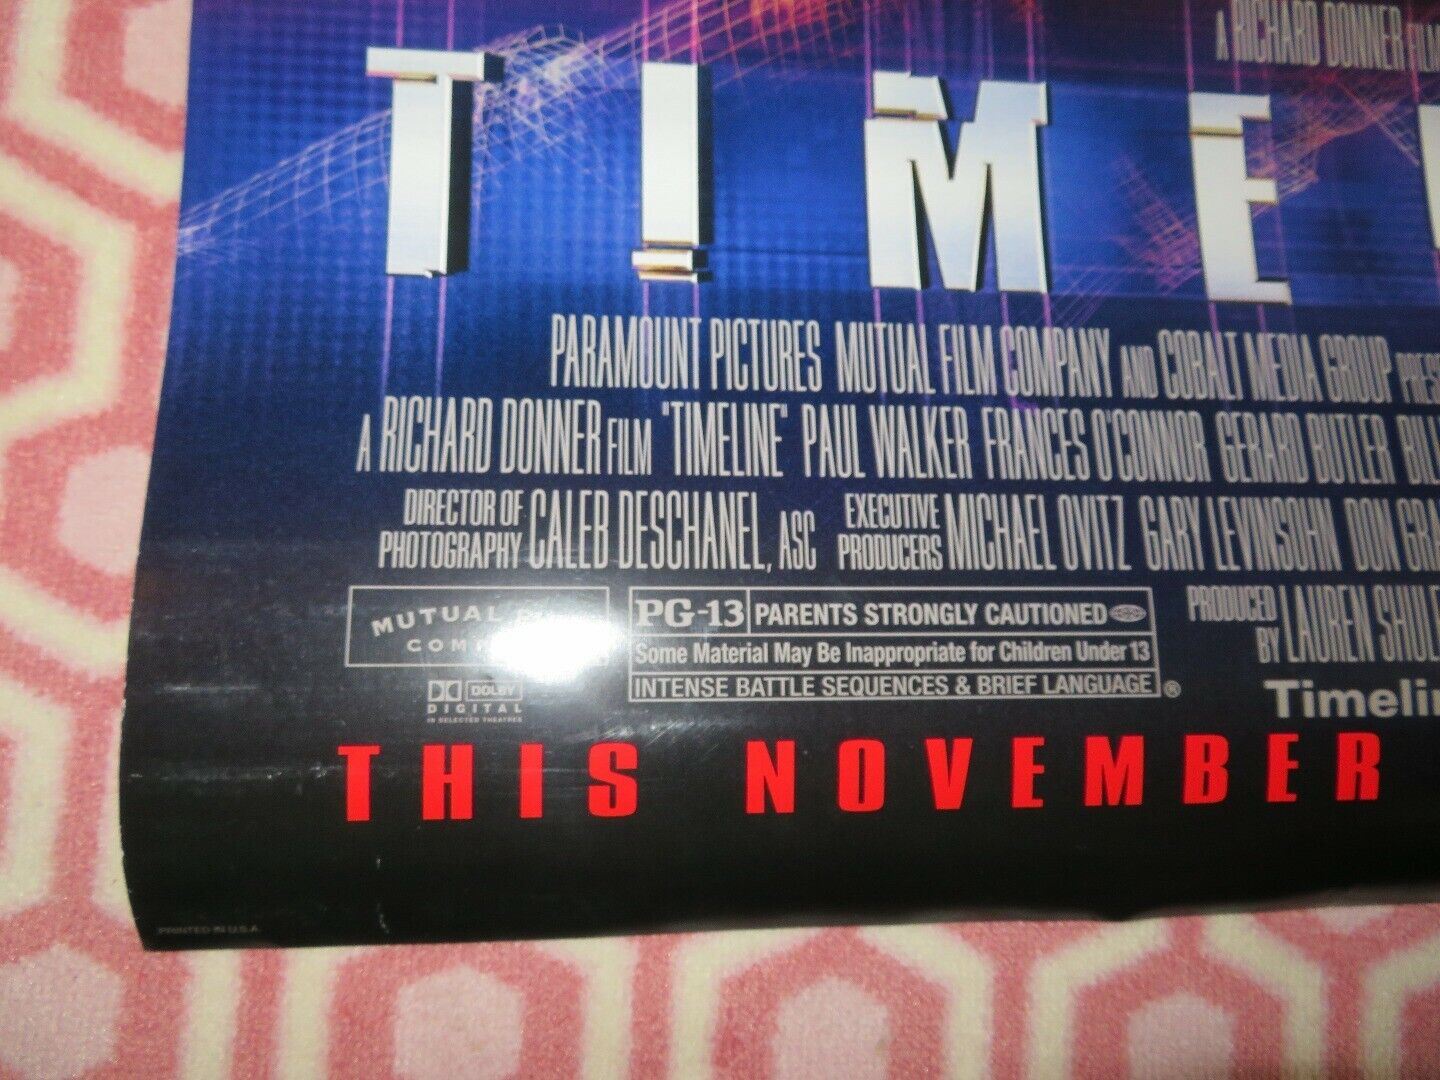 A RICHARD DONNER
TIME
PARAMOUNT PICTURES MUTUAL FILM COMPANY AND COBALT MEDIA GROUP
A RICHARD DONNER FILM "TIMELINE" PAUL WALKER FRANCES O'CONNOR GERARD BUTLER
DIRECTOR OF PHOTOGRAPHY CALEB DESCHANEL, ASC EXECUTIVE PRODUCERS MICHAEL OVITZ GARY LEVINSOHN DON
PRODUCED BY LAUREN
MUTUAL
PG-13 PARENTS STRONGLY CAUTIONED
Some Material May Be Inappropriate for Children Under 13
INTENSE BATTLE SEQUENCES & BRIEF LANGUAGE ®
DOLBY
DIGITAL
IN SELECTED THEATRES
THIS NOVEMBER
PRINTED IN U.S.A.